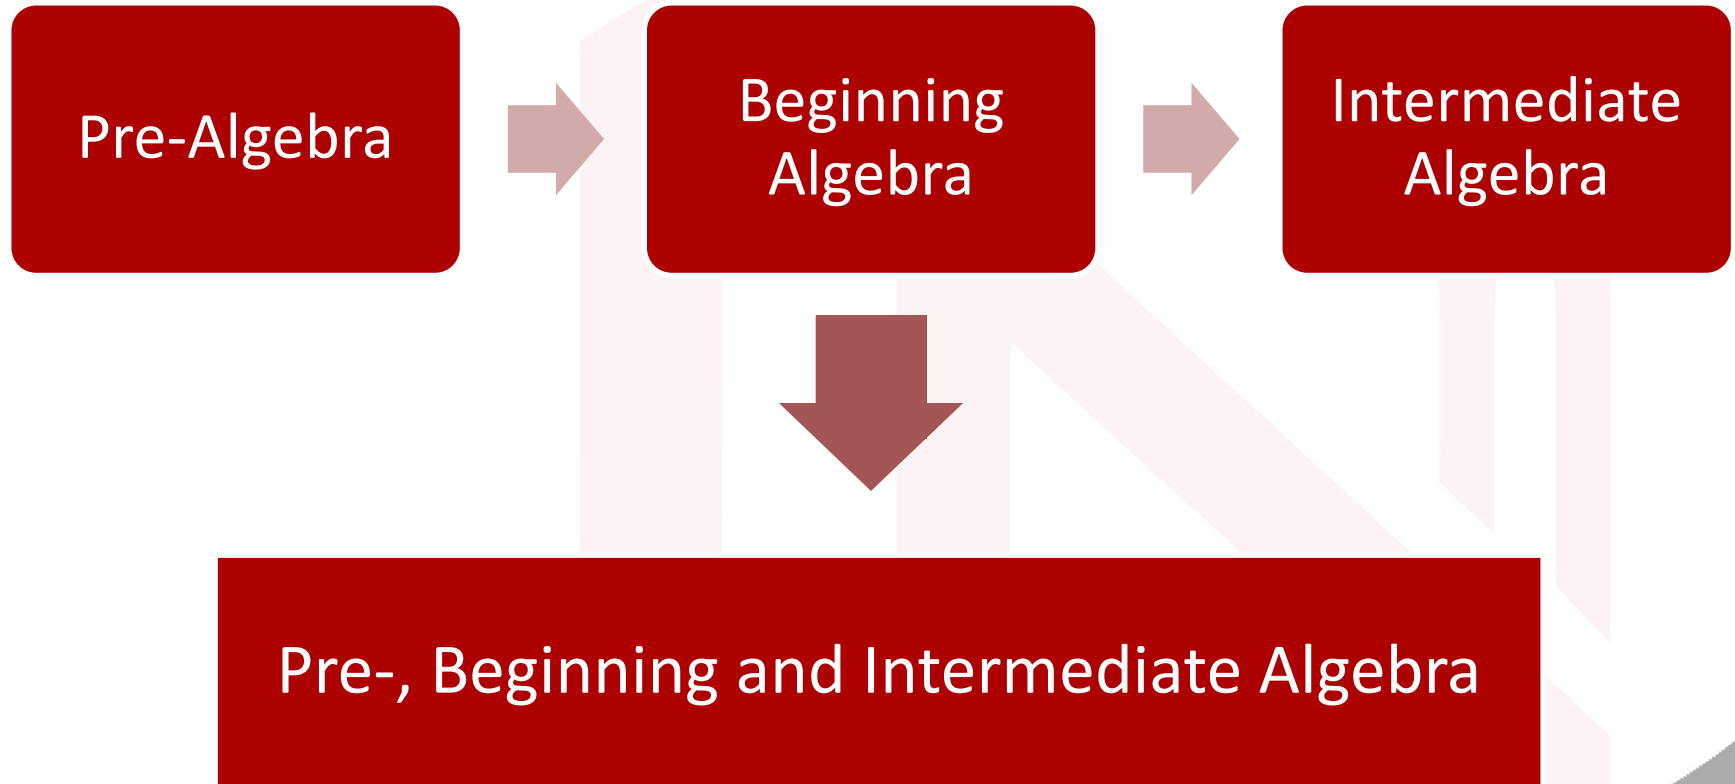 Pre-Algebra
Beginning
Algebra
Intermediate
Algebra
Pre-, Beginning and Intermediate Algebra